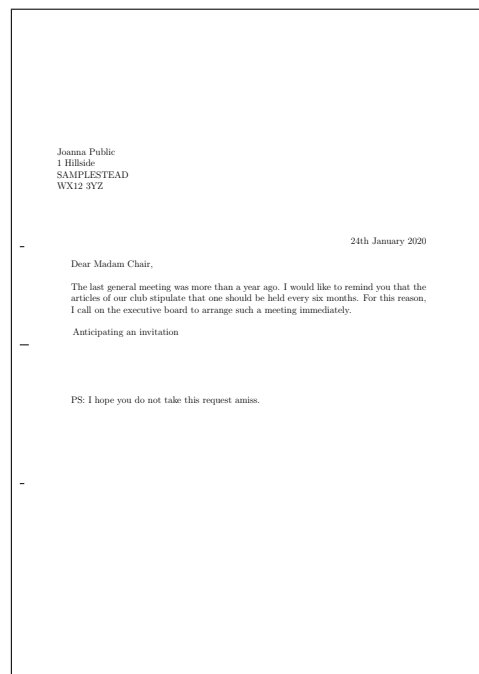 Joanna Public
1 Hillside
SAMPLESTEAD
WX12 3YZ
24th January 2020
Dear Madam Chair,
The last general meeting was more than a year ago. I would like to remind you that the
articles of our club stipulate that one should be held every six months. For this reason,
I call on the executive board to arrange such a meeting immediately.
Anticipating an invitation
PS: I hope you do not take this request amiss.